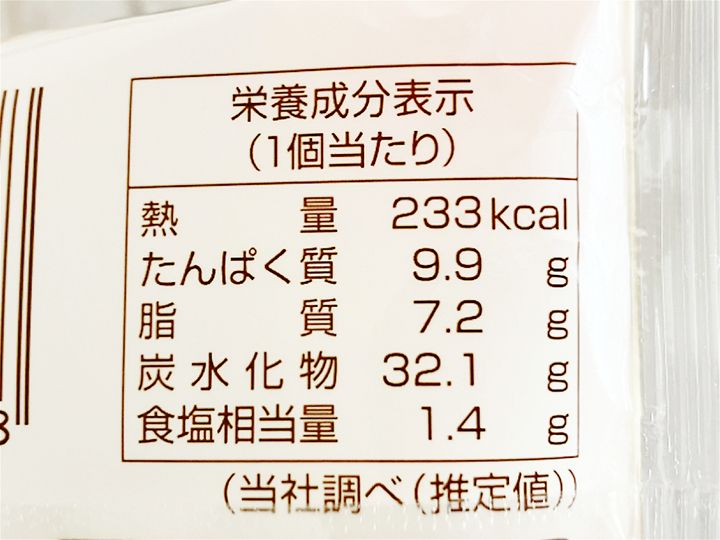 栄養成分表示
(1個当たり)
熱量 233kcal
たんぱく質 9.9 g
脂質 7.2 g
炭水化物 32.1 g
食塩相当量 1.4 g
(当社調べ(推定値))
8